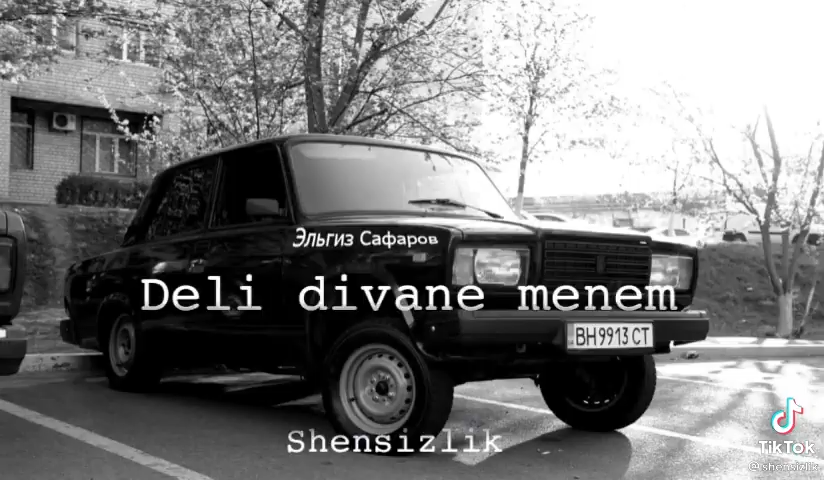 Эльгиз Сафаров
Deli divane menem
BH 9913 CT
Shensizlik
TikTok
@shensizlik